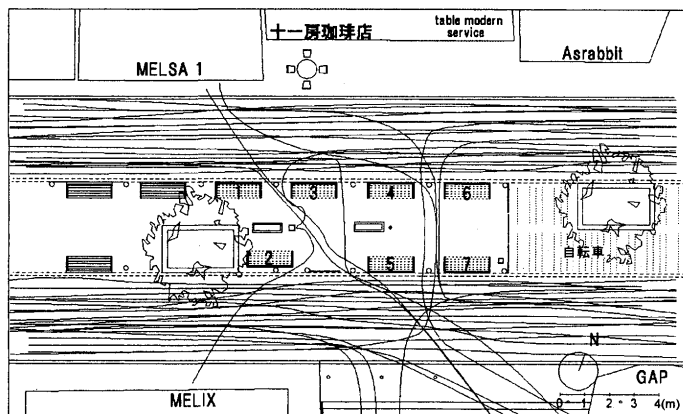 十一房珈琲店
table modern
service
Asrabbit
MELSA 1
1
3
4
6
2
5
7
自転車
N
GAP
MELIX
0 1 2 3 4(m)